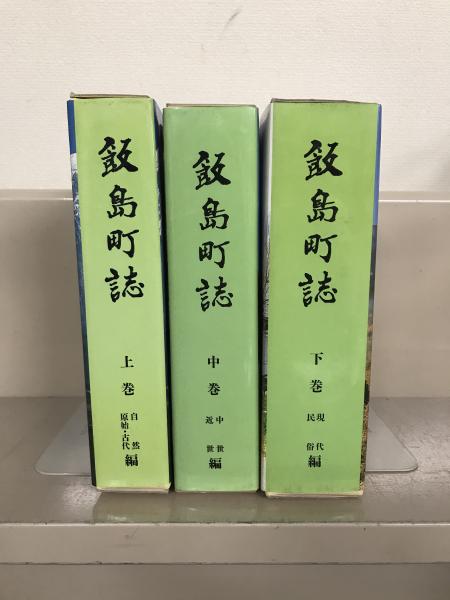 飯島町誌
上巻
自然
原始・古代
編
飯島町誌
中巻
中世
近世
編
飯島町誌
下巻
現代
民俗
編